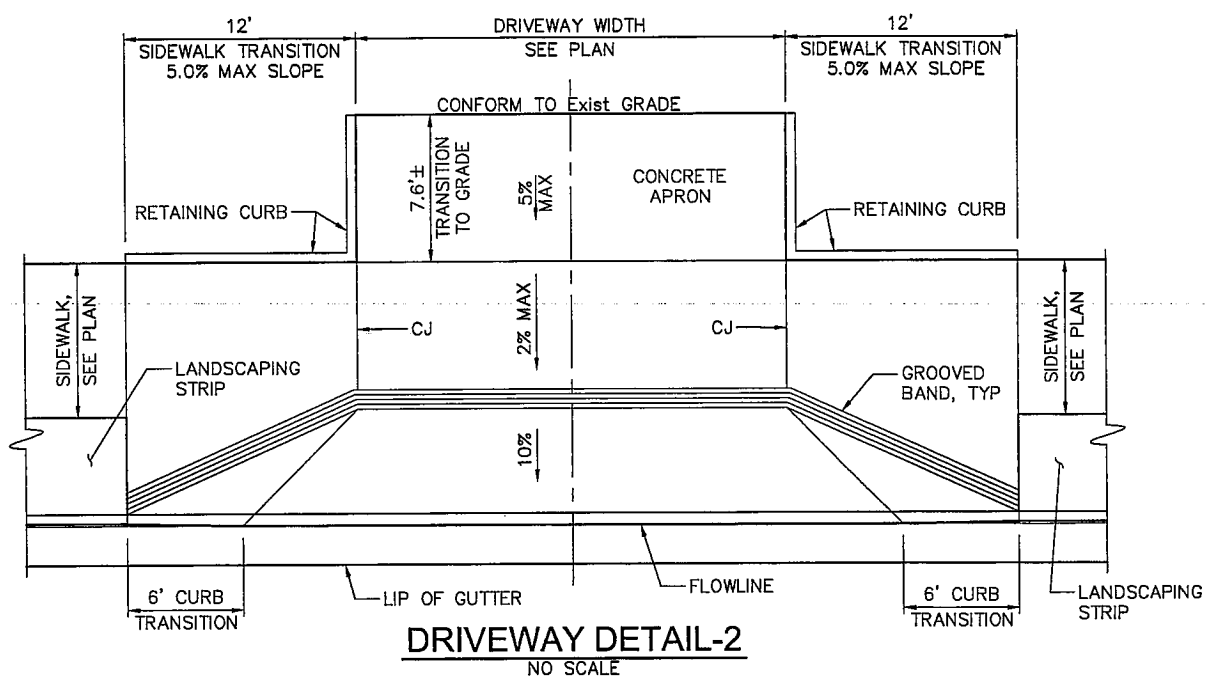 12'
SIDEWALK TRANSITION
5.0% MAX SLOPE
DRIVEWAY WIDTH
SEE PLAN
12'
SIDEWALK TRANSITION
5.0% MAX SLOPE
CONFORM TO Exist GRADE
7.6'±
TRANSITION
TO GRADE
5%
MAX
CONCRETE
APRON
RETAINING CURB
RETAINING CURB
SIDEWALK,
SEE PLAN
CJ
2% MAX
CJ
SIDEWALK,
SEE PLAN
LANDSCAPING
STRIP
GROOVED
BAND, TYP
10%
6' CURB
TRANSITION
LIP OF GUTTER
FLOWLINE
6' CURB
TRANSITION
LANDSCAPING
STRIP
DRIVEWAY DETAIL-2
NO SCALE